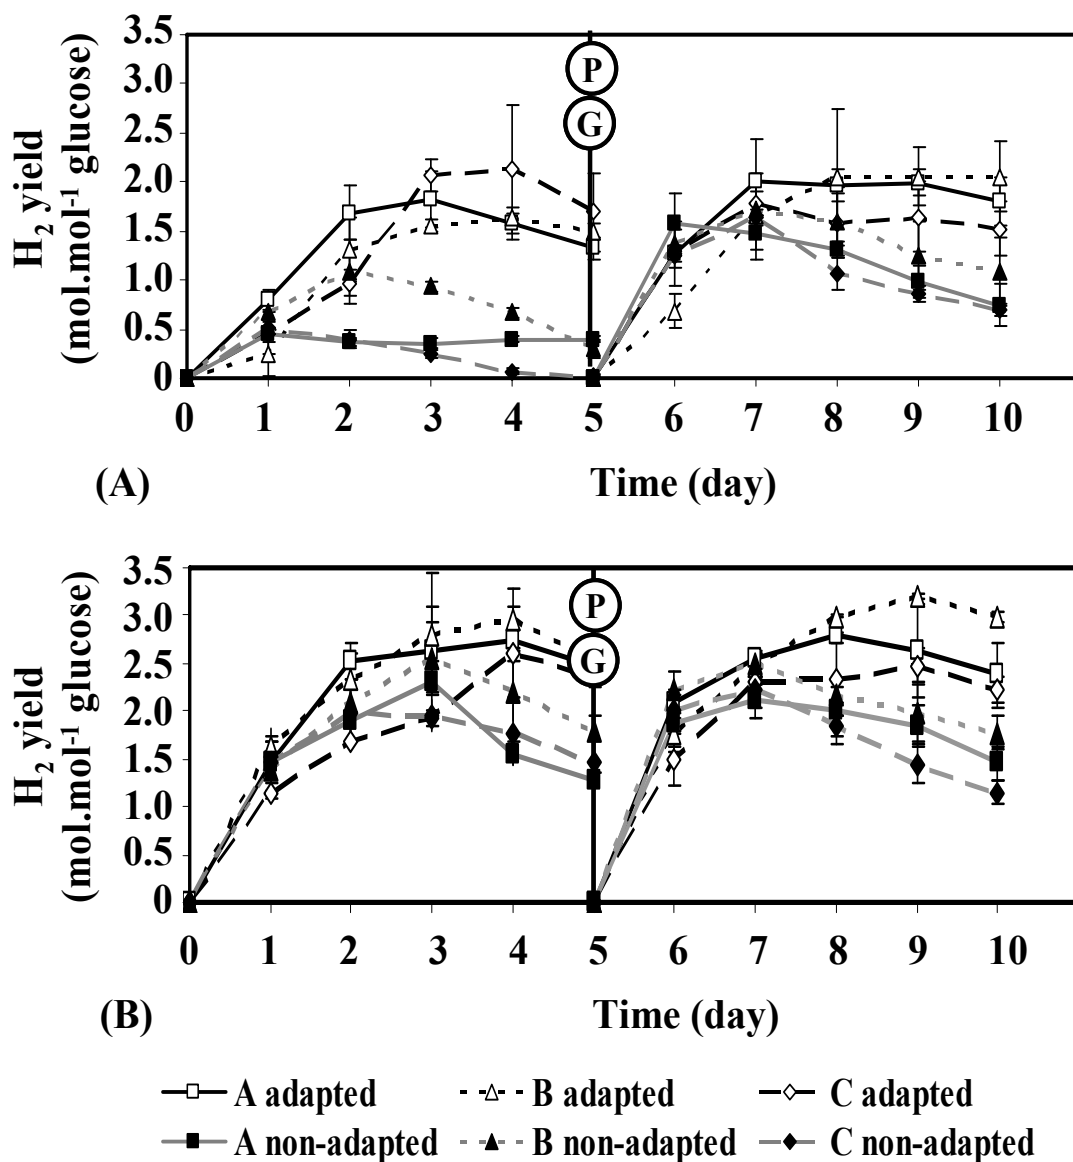 3.5
3.0
2.5
2.0
1.5
1.0
0.5
0
H2 yield
(mol.mol-1 glucose)
P
G
0 1 2 3 4 5 6 7 8 9 10
(A) Time (day)
3.5
3.0
2.5
2.0
1.5
1.0
0.5
0
H2 yield
(mol.mol-1 glucose)
P
G
0 1 2 3 4 5 6 7 8 9 10
(B) Time (day)
A adapted B adapted C adapted
A non-adapted B non-adapted C non-adapted